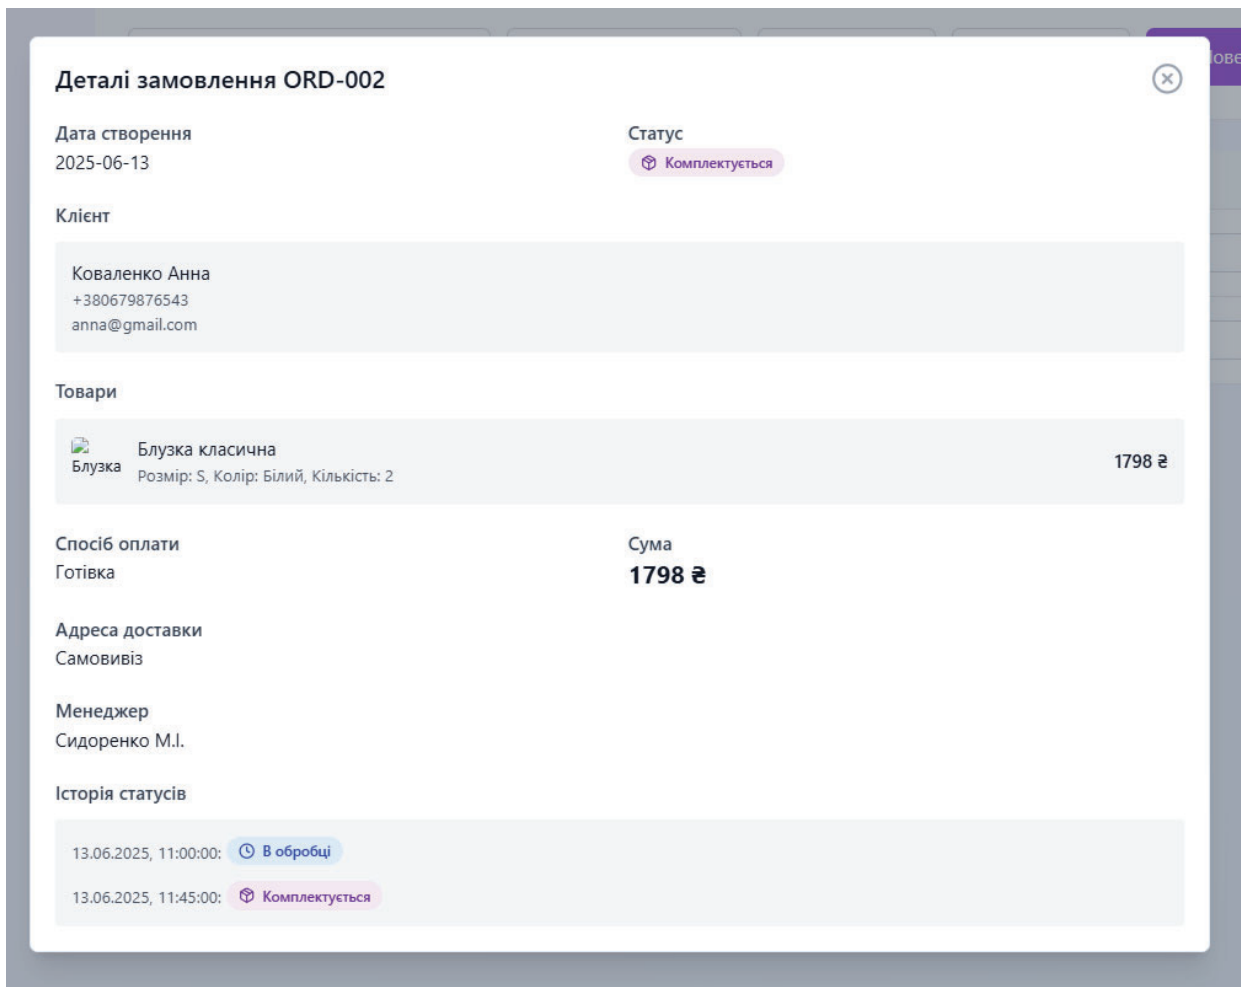 Нове
Деталі замовлення ORD-002
Дата створення
2025-06-13
Статус
Комплектується
Клієнт
Коваленко Анна
+380679876543
anna@gmail.com
Товари
Блузка
Блузка класична
Розмір: S, Колір: Білий, Кількість: 2
1798 ₴
Спосіб оплати
Готівка
Сума
1798 ₴
Адреса доставки
Самовивіз
Менеджер
Сидоренко М.І.
Історія статусів
13.06.2025, 11:00:00: В обробці
13.06.2025, 11:45:00: Комплектується